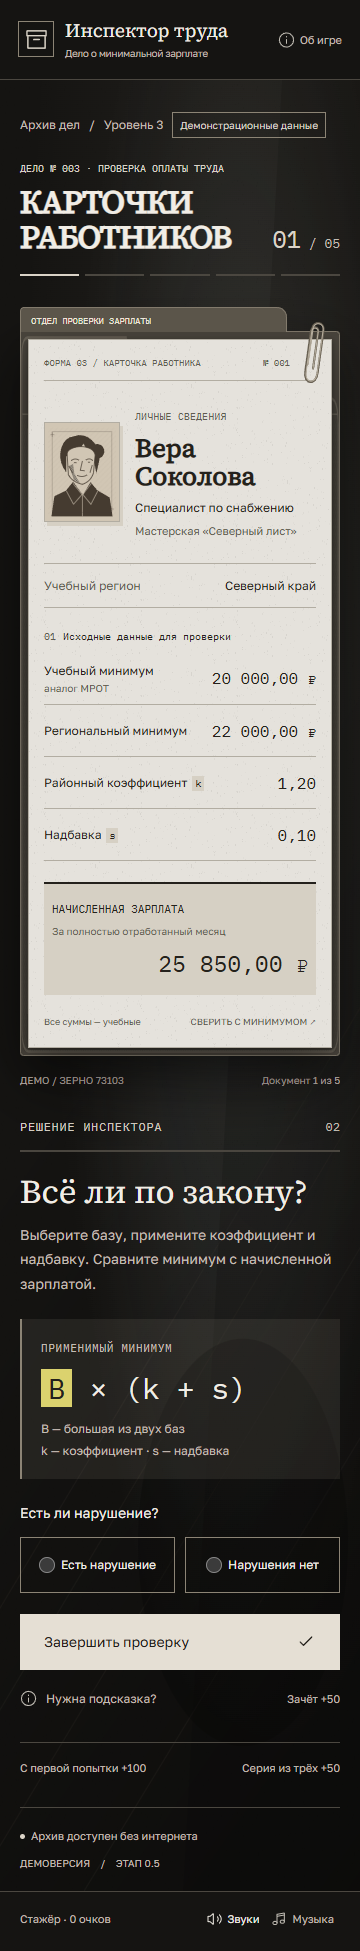 Инспектор труда
Дело о минимальной зарплате
Об игре
Архив дел / Уровень 3 Демонстрационные данные
ДЕЛО № 003 · ПРОВЕРКА ОПЛАТЫ ТРУДА
КАРТОЧКИ
РАБОТНИКОВ
01 / 05
ОТДЕЛ ПРОВЕРКИ ЗАРПЛАТЫ
ФОРМА 03 / КАРТОЧКА РАБОТНИКА № 001
ЛИЧНЫЕ СВЕДЕНИЯ
Вера
Соколова
Специалист по снабжению
Мастерская «Северный лист»
Учебный регион Северный край
01 Исходные данные для проверки
Учебный минимум
аналог МРОТ
20 000,00 ₽
Региональный минимум 22 000,00 ₽
Районный коэффициент k 1,20
Надбавка s 0,10
НАЧИСЛЕННАЯ ЗАРПЛАТА
За полностью отработанный месяц
25 850,00 ₽
Все суммы — учебные СВЕРИТЬ С МИНИМУМОМ ↗
ДЕМО / ЗЕРНО 73103 Документ 1 из 5
РЕШЕНИЕ ИНСПЕКТОРА 02
Всё ли по закону?
Выберите базу, примените коэффициент и
надбавку. Сравните минимум с начисленной
зарплатой.
ПРИМЕНИМЫЙ МИНИМУМ
B × (k + s)
B — большая из двух баз
k — коэффициент · s — надбавка
Есть ли нарушение?
Есть нарушение Нарушения нет
Завершить проверку
Нужна подсказка? Зачёт +50
С первой попытки +100 Серия из трёх +50
Архив доступен без интернета
ДЕМОВЕРСИЯ / ЭТАП 0.5
Стажёр · 0 очков Звуки Музыка